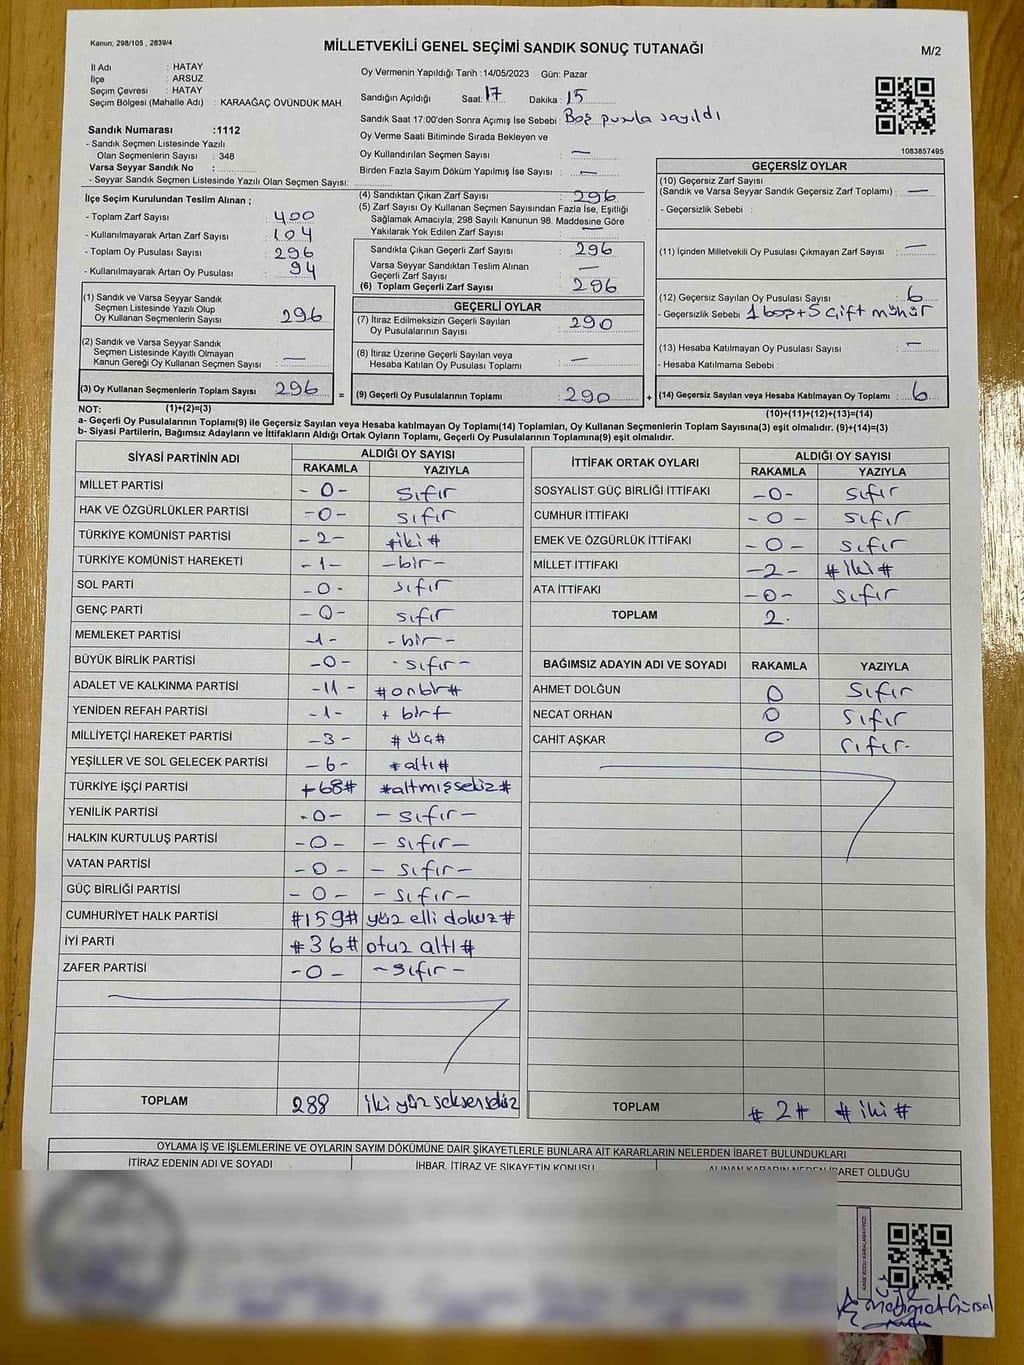 Kanun; 298/105 , 2839/4
MİLLETVEKİLİ GENEL SEÇİMİ SANDIK SONUÇ TUTANAĞI
M/2
İl Adı : HATAY
İlçe : ARSUZ
Seçim Çevresi : HATAY
Seçim Bölgesi (Mahalle Adı) : KARAAĞAÇ ÖVÜNDÜK MAH.
Sandık Numarası :1112
- Sandık Seçmen Listesinde Yazılı
Olan Seçmenlerin Sayısı : 348
Varsa Seyyar Sandık No :
- Seyyar Sandık Seçmen Listesinde Yazılı Olan Seçmen Sayısı:
Oy Vermenin Yapıldığı Tarih :14/05/2023 Gün: Pazar
Sandığın Açıldığı Saat: 17 Dakika : 15
Sandık Saat 17:00'den Sonra Açımış İse Sebebi : Boş pusula sayıldı
Oy Verme Saati Bitiminde Sırada Bekleyen ve
Oy Kullandırılan Seçmen Sayısı : —
Birden Fazla Sayım Döküm Yapılmış İse Sayısı : —
1083857495
İlçe Seçim Kurulundan Teslim Alınan ;
- Toplam Zarf Sayısı : 400
- Kullanılmayarak Artan Zarf Sayısı : 104
- Toplam Oy Pusulası Sayısı : 296
- Kullanılmayarak Artan Oy Pusulası : 94
(1) Sandık ve Varsa Seyyar Sandık
Seçmen Listesinde Yazılı Olup
Oy Kullanan Seçmenlerin Sayısı : 296
(2) Sandık ve Varsa Seyyar Sandık
Seçmen Listesinde Kayıtlı Olmayan
Kanun Gereği Oy Kullanan Seçmen Sayısı : —
(3) Oy Kullanan Seçmenlerin Toplam Sayısı : 296 =
(4) Sandıktan Çıkan Zarf Sayısı : 296
(5) Zarf Sayısı Oy Kullanan Seçmen Sayısından Fazla İse, Eşitliği
Sağlamak Amacıyla, 298 Sayılı Kanunun 98. Maddesine Göre
Yakılarak Yok Edilen Zarf Sayısı : —
Sandıkta Çıkan Geçerli Zarf Sayısı : 296
Varsa Seyyar Sandıktan Teslim Alınan
Geçerli Zarf Sayısı : —
(6) Toplam Geçerli Zarf Sayısı : 296
GEÇERLİ OYLAR
(7) İtiraz Edilmeksizin Geçerli Sayılan
Oy Pusulalarının Sayısı : 290
(8) İtiraz Üzerine Geçerli Sayılan veya
Hesaba Katılan Oy Pusulası Toplamı : —
(9) Geçerli Oy Pusulalarının Toplamı : 290 +
GEÇERSİZ OYLAR
(10) Geçersiz Zarf Sayısı
(Sandık ve Varsa Seyyar Sandık Geçersiz Zarf Toplamı) : —
- Geçersizlik Sebebi :
(11) İçinden Milletvekili Oy Pusulası Çıkmayan Zarf Sayısı : —
(12) Geçersiz Sayılan Oy Pusulası Sayısı : 6
- Geçersizlik Sebebi : 1 boş+5 çift mühür
(13) Hesaba Katılmayan Oy Pusulası Sayısı : —
- Hesaba Katılmama Sebebi :
(14) Geçersiz Sayılan veya Hesaba Katılmayan Oy Toplamı : 6
NOT: (1)+(2)=(3)
(10)+(11)+(12)+(13)=(14)
a- Geçerli Oy Pusulalarının Toplamı(9) ile Geçersiz Sayılan veya Hesaba katılmayan Oy Toplamı(14) Toplamları, Oy Kullanan Seçmenlerin Toplam Sayısına(3) eşit olmalıdır. (9)+(14)=(3)
b- Siyasi Partilerin, Bağımsız Adayların ve İttifakların Aldığı Ortak Oyların Toplamı, Geçerli Oy Pusulalarının Toplamına(9) eşit olmalıdır.
SİYASİ PARTİNİN ADI ALDIĞI OY SAYISI
RAKAMLA YAZIYLA
MİLLET PARTİSİ -0- sıfır
HAK VE ÖZGÜRLÜKLER PARTİSİ -0- sıfır
TÜRKİYE KOMÜNİST PARTİSİ -2- #iki#
TÜRKİYE KOMÜNİST HAREKETİ -1- -bir-
SOL PARTİ -0- sıfır
GENÇ PARTİ -0- sıfır
MEMLEKET PARTİSİ -1- -bir-
BÜYÜK BİRLİK PARTİSİ -0- -sıfır-
ADALET VE KALKINMA PARTİSİ -11- #onbir#
YENİDEN REFAH PARTİSİ -1- + bir+
MİLLİYETÇİ HAREKET PARTİSİ -3- # üç#
YEŞİLLER VE SOL GELECEK PARTİSİ -6- #altı#
TÜRKİYE İŞÇİ PARTİSİ #68# #altmışsekiz#
YENİLİK PARTİSİ -0- -sıfır-
HALKIN KURTULUŞ PARTİSİ -0- -sıfır-
VATAN PARTİSİ -0- -sıfır-
GÜÇ BİRLİĞİ PARTİSİ -0- -sıfır-
CUMHURİYET HALK PARTİSİ #159# yüz elli dokuz#
İYİ PARTİ #36# otuz altı#
ZAFER PARTİSİ -0- -sıfır-
TOPLAM 288 iki yüz seksensekiz
İTTİFAK ORTAK OYLARI ALDIĞI OY SAYISI
RAKAMLA YAZIYLA
SOSYALİST GÜÇ BİRLİĞİ İTTİFAKI -0- sıfır
CUMHUR İTTİFAKI -0- sıfır
EMEK VE ÖZGÜRLÜK İTTİFAKI -0- sıfır
MİLLET İTTİFAKI -2- #iki#
ATA İTTİFAKI -0- sıfır
TOPLAM 2.
BAĞIMSIZ ADAYIN ADI VE SOYADI RAKAMLA YAZIYLA
AHMET DOLĞUN 0 sıfır
NECAT ORHAN 0 sıfır
CAHİT AŞKAR 0 sıfır
TOPLAM #2# #iki#
OYLAMA İŞ VE İŞLEMLERİNE VE OYLARIN SAYIM DÖKÜMÜNE DAİR ŞİKAYETLERLE BUNLARA AİT KARARLARIN NELERDEN İBARET BULUNDUKLARI
İTİRAZ EDENİN ADI VE SOYADI İHBAR, İTİRAZ VE ŞİKAYETİN KONUSU ALINAN KARARIN NEDEN İBARET OLDUĞU
KARE KODU KARALAMAYINIZ!